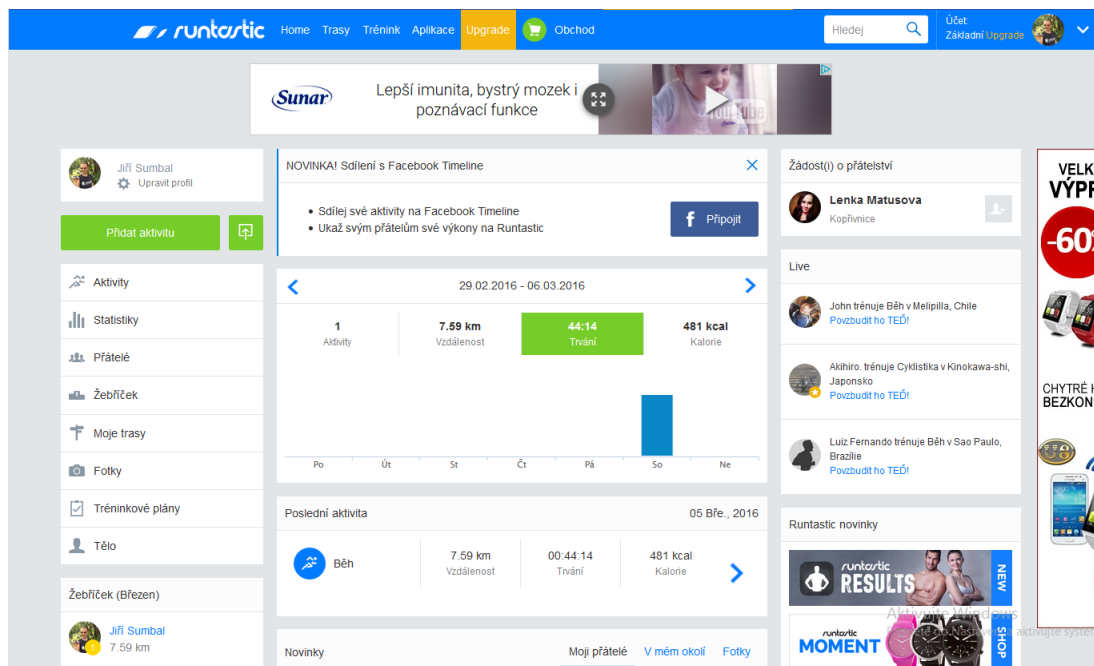 runtastic
Home Trasy Trénink Aplikace Upgrade Obchod
Hledej
Účet:
Základní Upgrade
Sunar
Lepší imunita, bystrý mozek i
poznávací funkce
YouTube
Jiří Sumbal
Upravit profil
Přidat aktivitu
Aktivity
Statistiky
Přátelé
Žebříček
Moje trasy
Fotky
Tréninkové plány
Tělo
Žebříček (Březen)
Jiří Sumbal
1
7.59 km
NOVINKA! Sdílení s Facebook Timeline
Sdílej své aktivity na Facebook Timeline
Ukaž svým přátelům své výkony na Runtastic
f Připojit
29.02.2016 - 06.03.2016
1 7.59 km 44:14 481 kcal
Aktivity Vzdálenost Trvání Kalorie
Po Út St Čt Pá So Ne
Poslední aktivita 05 Bře., 2016
Běh
7.59 km 00:44:14 481 kcal
Vzdálenost Trvání Kalorie
Novinky Moji přátelé V mém okolí Fotky
Žádost(i) o přátelství
Lenka Matusova
Kopřivnice
Live
John trénuje Běh v Melipilla, Chile
Povzbudit ho TEĎ!
Akihiro. trénuje Cyklistika v Kinokawa-shi,
Japonsko
Povzbudit ho TEĎ!
Luiz Fernando trénuje Běh v Sao Paulo,
Brazílie
Povzbudit ho TEĎ!
Runtastic novinky
runtastic
RESULTS
NEW
runtastic
MOMENT
SHOP
Aktivujte Windows
aktivujte systém
VELK
VÝPR
-60%
CHYTRÉ H
BEZKON
U8